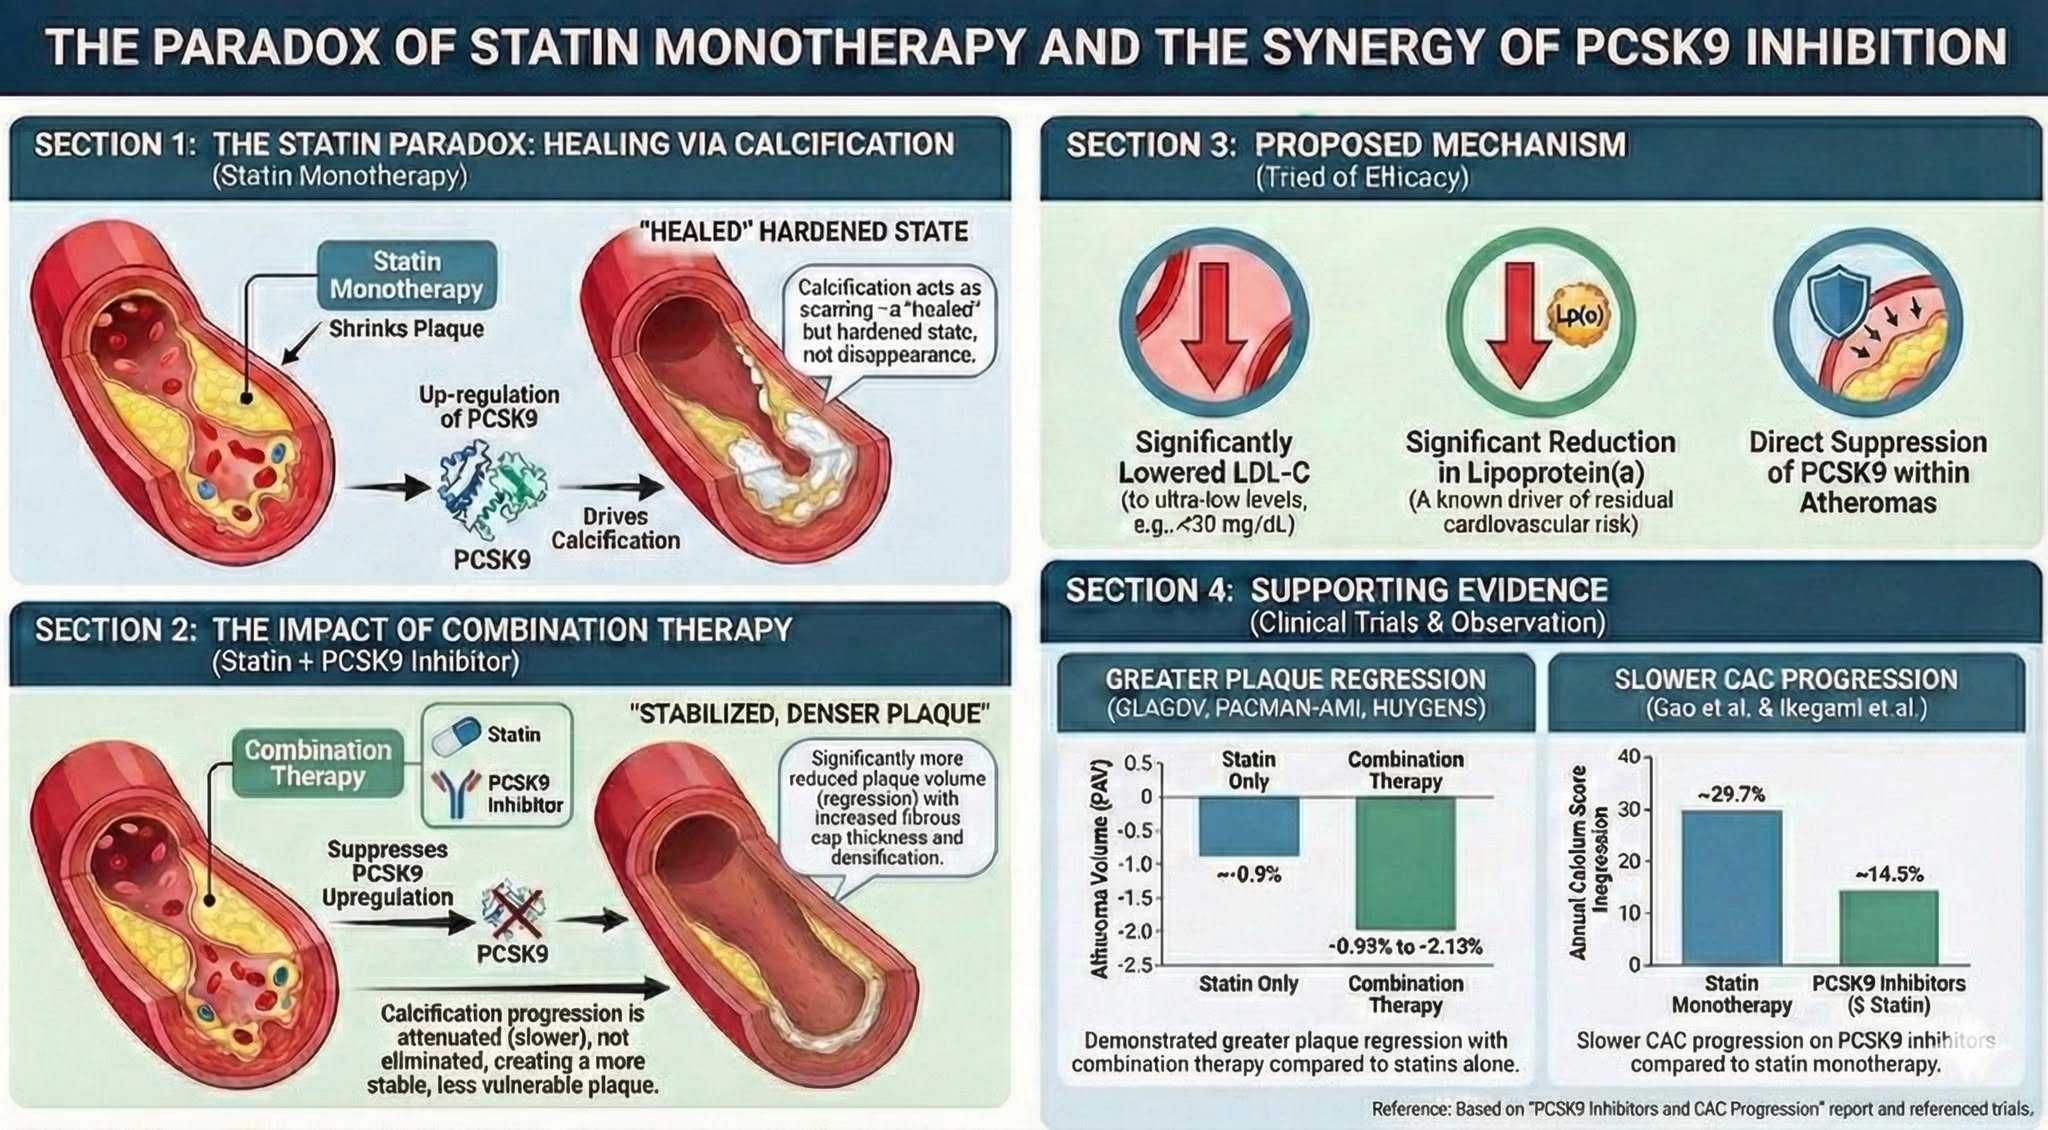 THE PARADOX OF STATIN MONOTHERAPY AND THE SYNERGY OF PCSK9 INHIBITION
SECTION 1: THE STATIN PARADOX: HEALING VIA CALCIFICATION
(Statin Monotherapy)
Statin
Monotherapy
Shrinks Plaque
Up-regulation
of PCSK9
PCSK9
Drives
Calcification
"HEALED" HARDENED STATE
Calcification acts as
scarring -a "healed"
but hardened state,
not disappearance.
SECTION 2: THE IMPACT OF COMBINATION THERAPY
(Statin + PCSK9 Inhibitor)
Combination
Therapy
Statin
PCSK9
Inhibitor
Suppresses
PCSK9
Upregulation
PCSK9
Calcification progression is
attenuated (slower), not
eliminated, creating a more
stable, less vulnerable plaque.
"STABILIZED, DENSER PLAQUE"
Significantly more
reduced plaque volume
(regression) with
increased fibrous
cap thickness and
densification.
SECTION 3: PROPOSED MECHANISM
(Tried of EHicacy)
Lp(o)
Significantly
Lowered LDL-C
(to ultra-low levels,
e.g..<30 mg/dL)
Significant Reduction
in Lipoprotein(a)
(A known driver of residual
cardlovascular risk)
Direct Suppression
of PCSK9 within
Atheromas
SECTION 4: SUPPORTING EVIDENCE
(Clinical Trials & Observation)
GREATER PLAQUE REGRESSION
(GLAGOV, PACMAN-AMI, HUYGENS)
Volume (PAV)
0.5
0
-0.5
-1.0
-1.5
-2.0
-2.5
Statin
Only
Combination
Therapy
~-0.9%
-0.93% to -2.13%
Statin Only
Combination
Therapy
Demonstrated greater plaque regression with
combination therapy compared to statins alone.
SLOWER CAC PROGRESSION
(Gao et al. & Ikegaml et.al.)
Annual Calolum Score
Inegression
40
30
20
10
0
~29.7%
~14.5%
Statin
Monotherapy
PCSK9 Inhibitors
($ Statin)
Slower CAC progression on PCSK9 inhibitors
compared to statin monotherapy.
Reference: Based on "PCSK9 Inhibitors and CAC Progression" report and referenced trials,